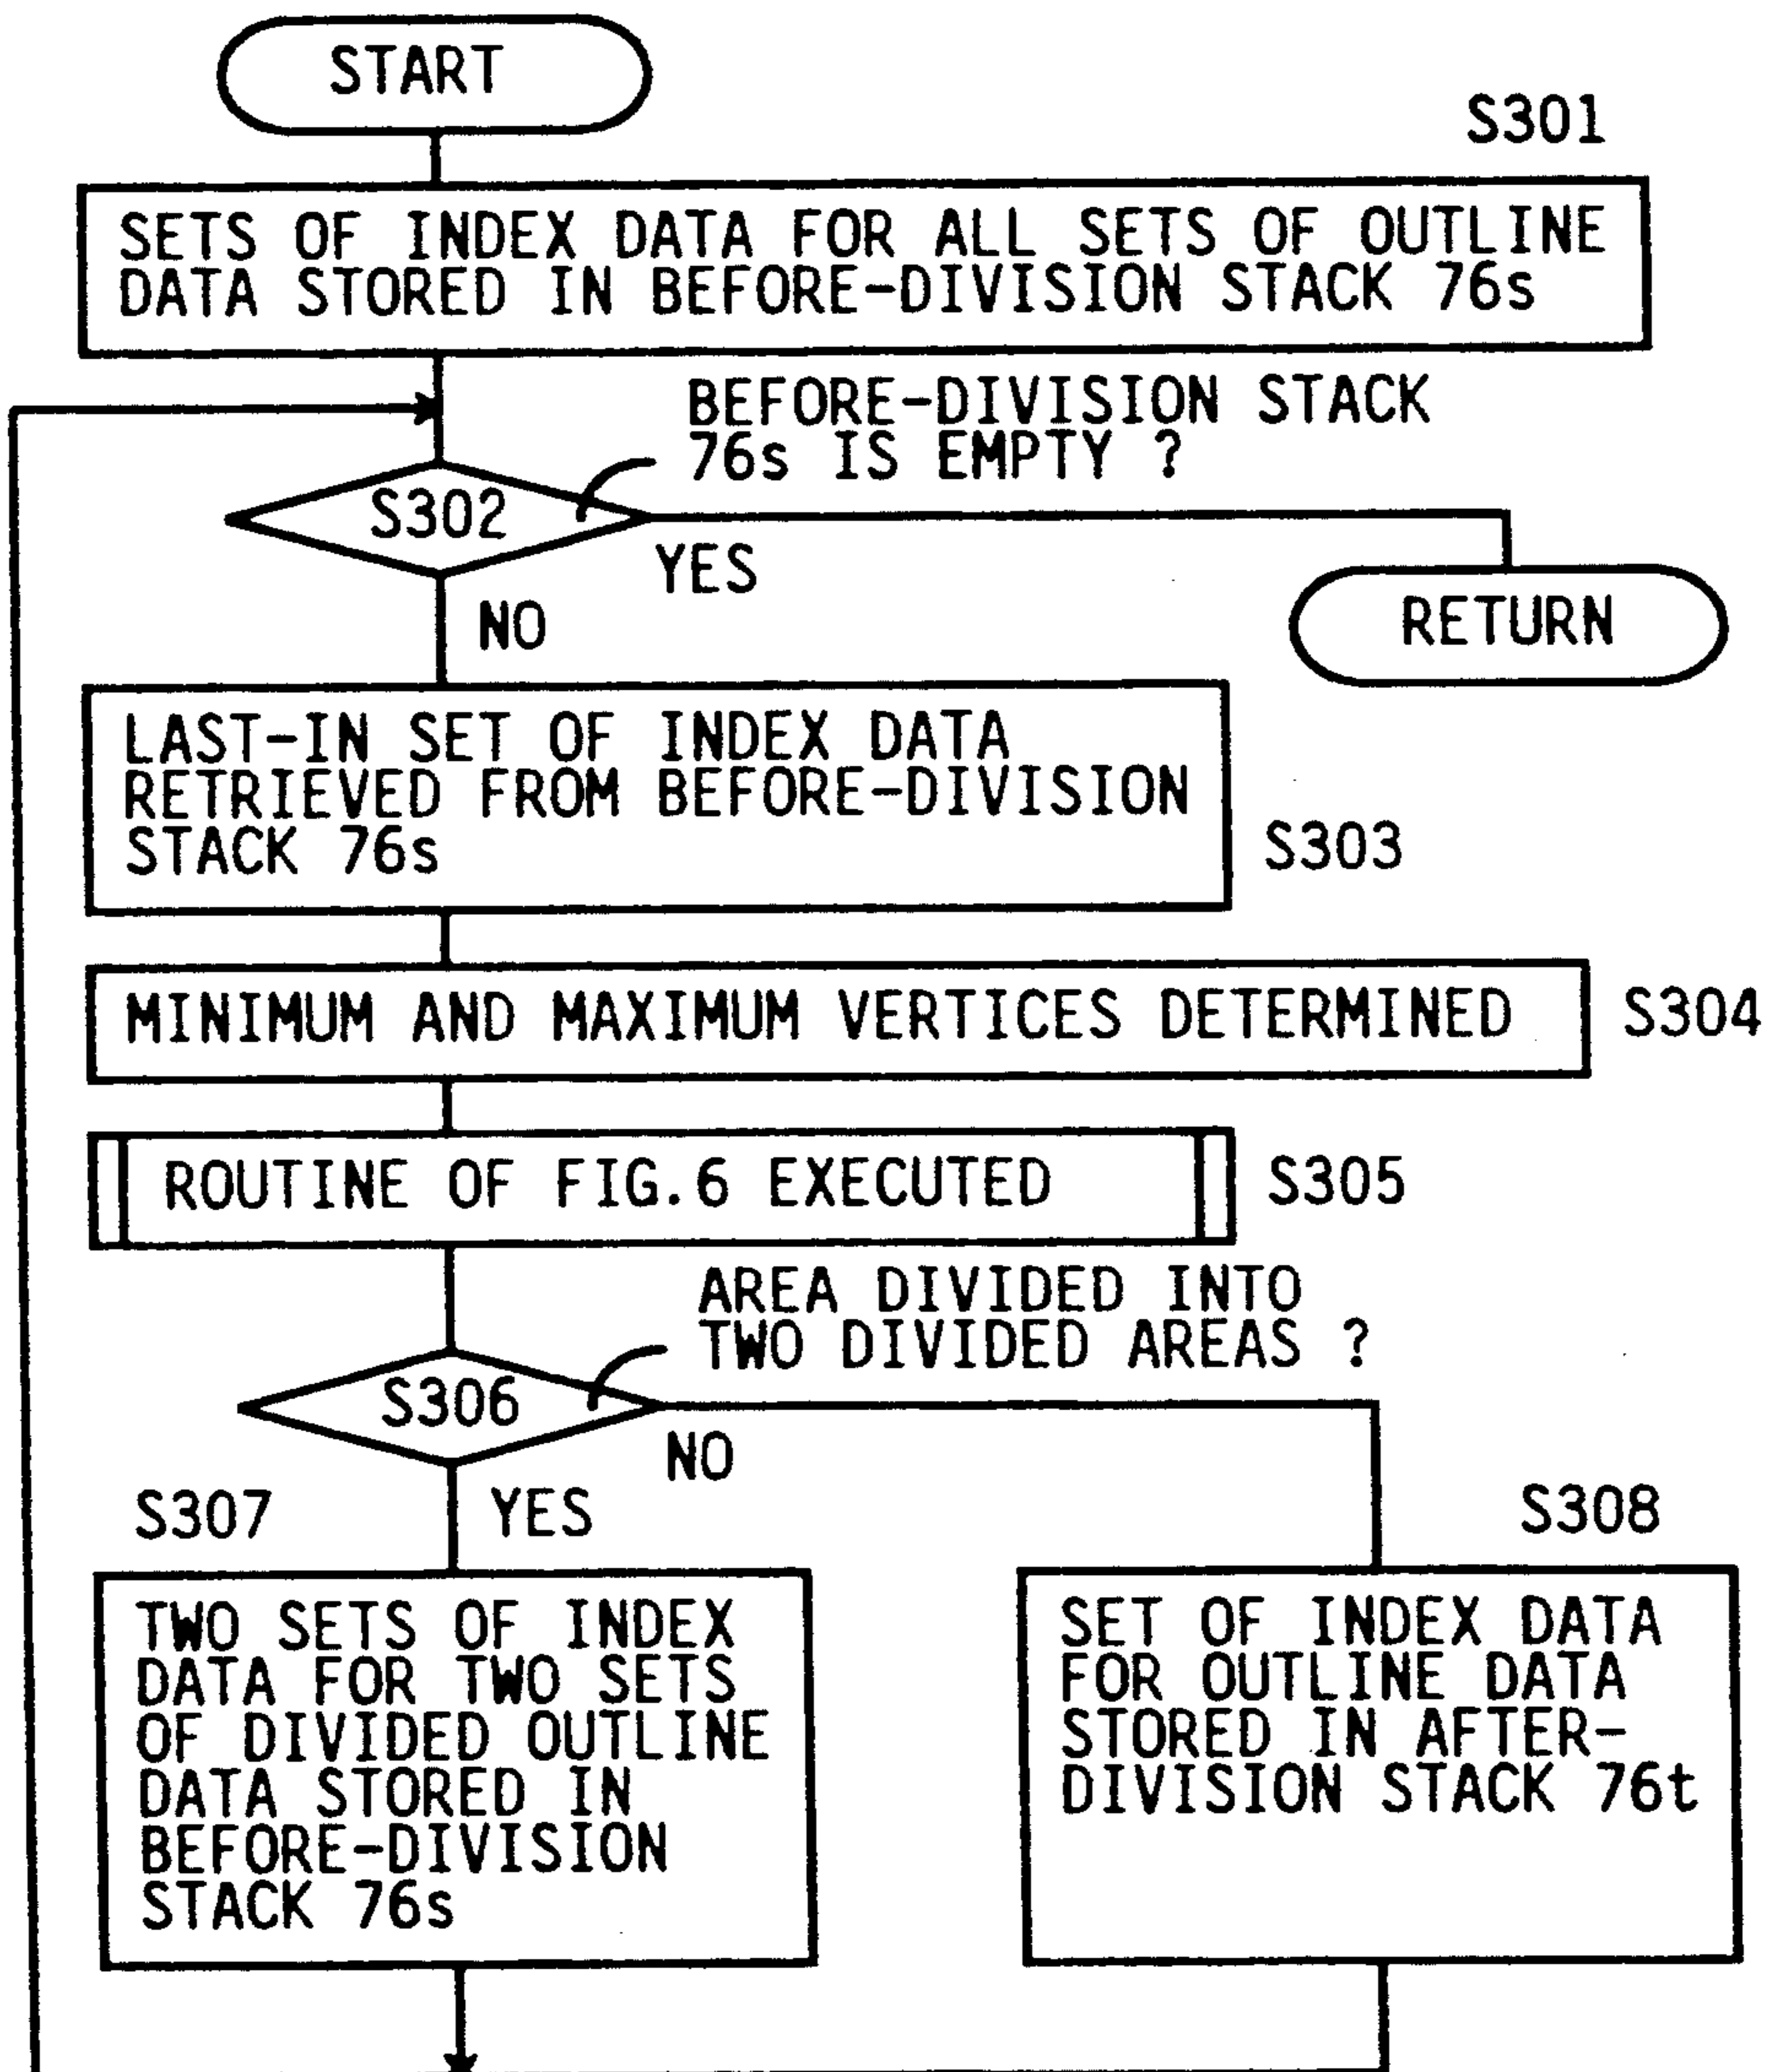 START
S301
SETS OF INDEX DATA FOR ALL SETS OF OUTLINE
DATA STORED IN BEFORE-DIVISION STACK 76s
BEFORE-DIVISION STACK
76s IS EMPTY ?
S302
YES
NO
RETURN
LAST-IN SET OF INDEX DATA
RETRIEVED FROM BEFORE-DIVISION
STACK 76s
S303
MINIMUM AND MAXIMUM VERTICES DETERMINED
S304
ROUTINE OF FIG.6 EXECUTED
S305
AREA DIVIDED INTO
TWO DIVIDED AREAS ?
S306
NO
YES
S307
TWO SETS OF INDEX
DATA FOR TWO SETS
OF DIVIDED OUTLINE
DATA STORED IN
BEFORE-DIVISION
STACK 76s
S308
SET OF INDEX DATA
FOR OUTLINE DATA
STORED IN AFTER-
DIVISION STACK 76t